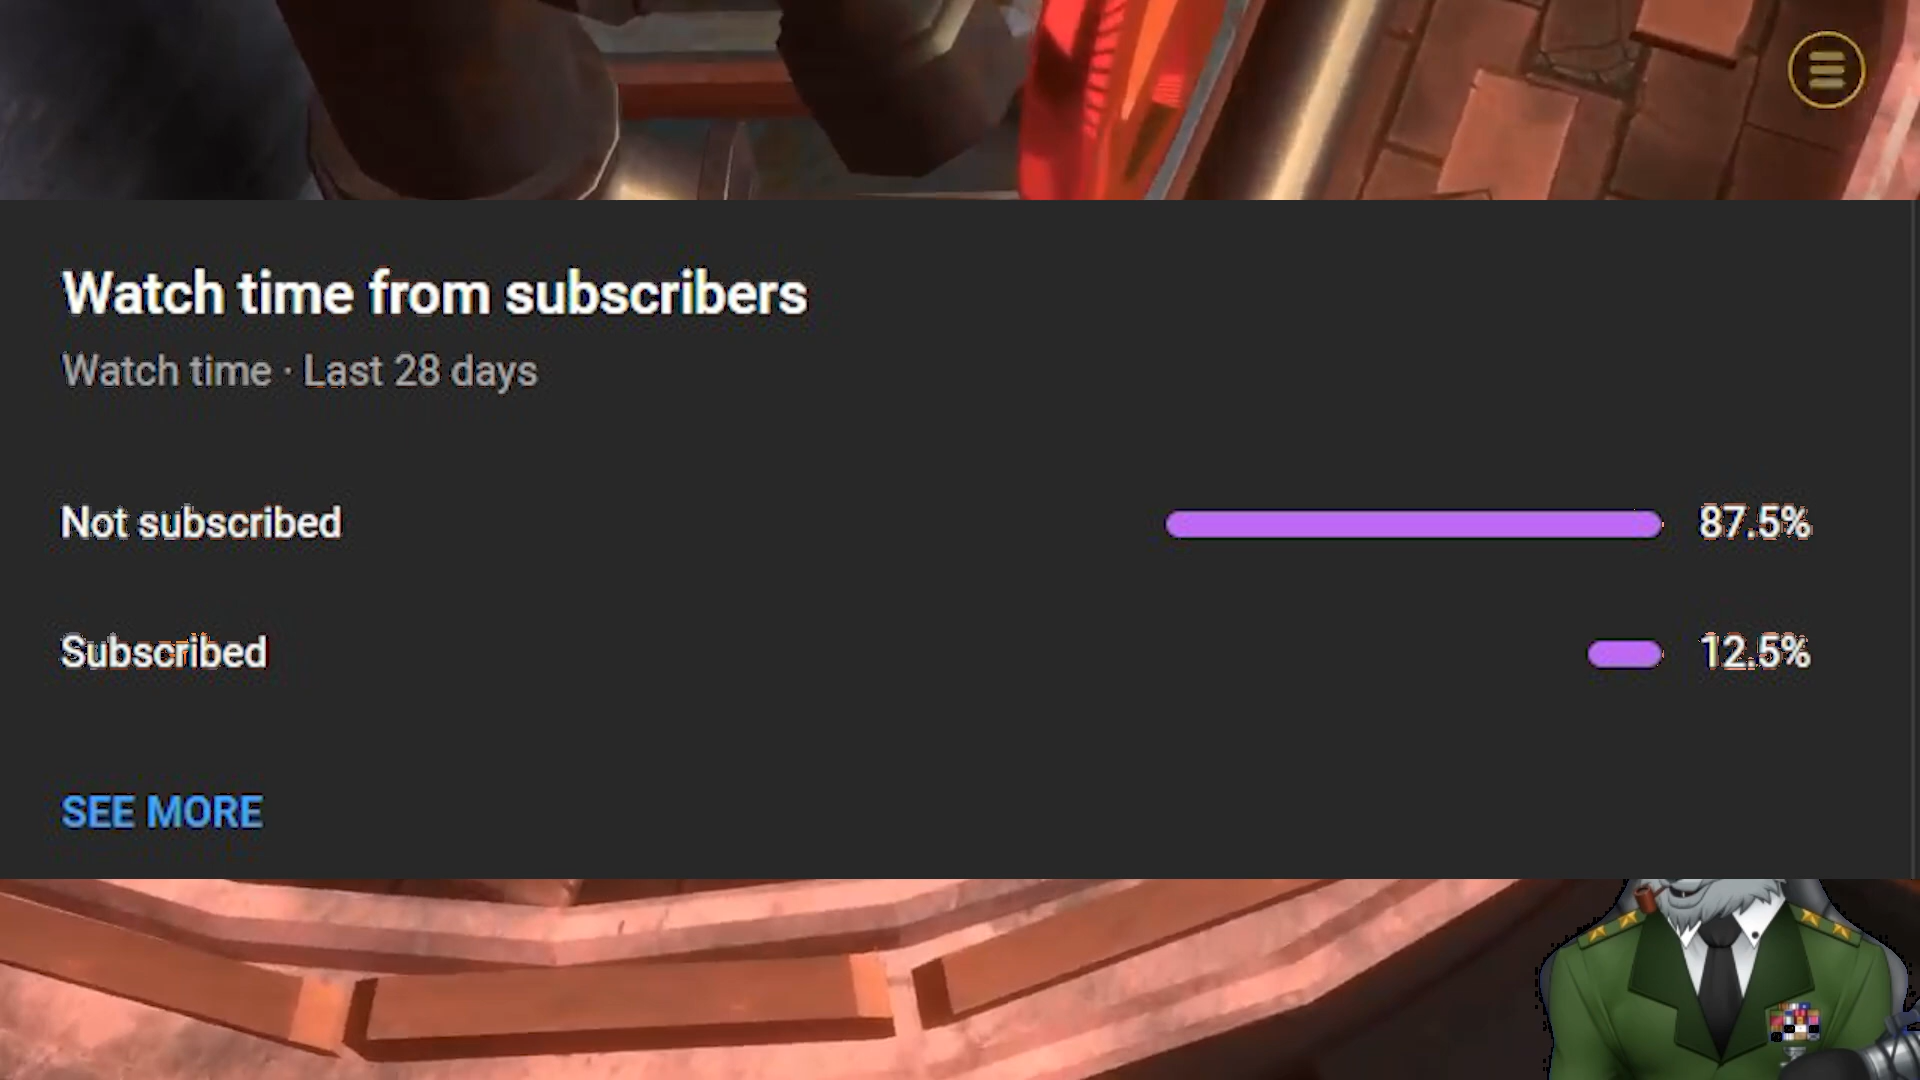 Watch time from subscribers
Watch time · Last 28 days
Not subscribed 87.5%
Subscribed 12.5%
SEE MORE